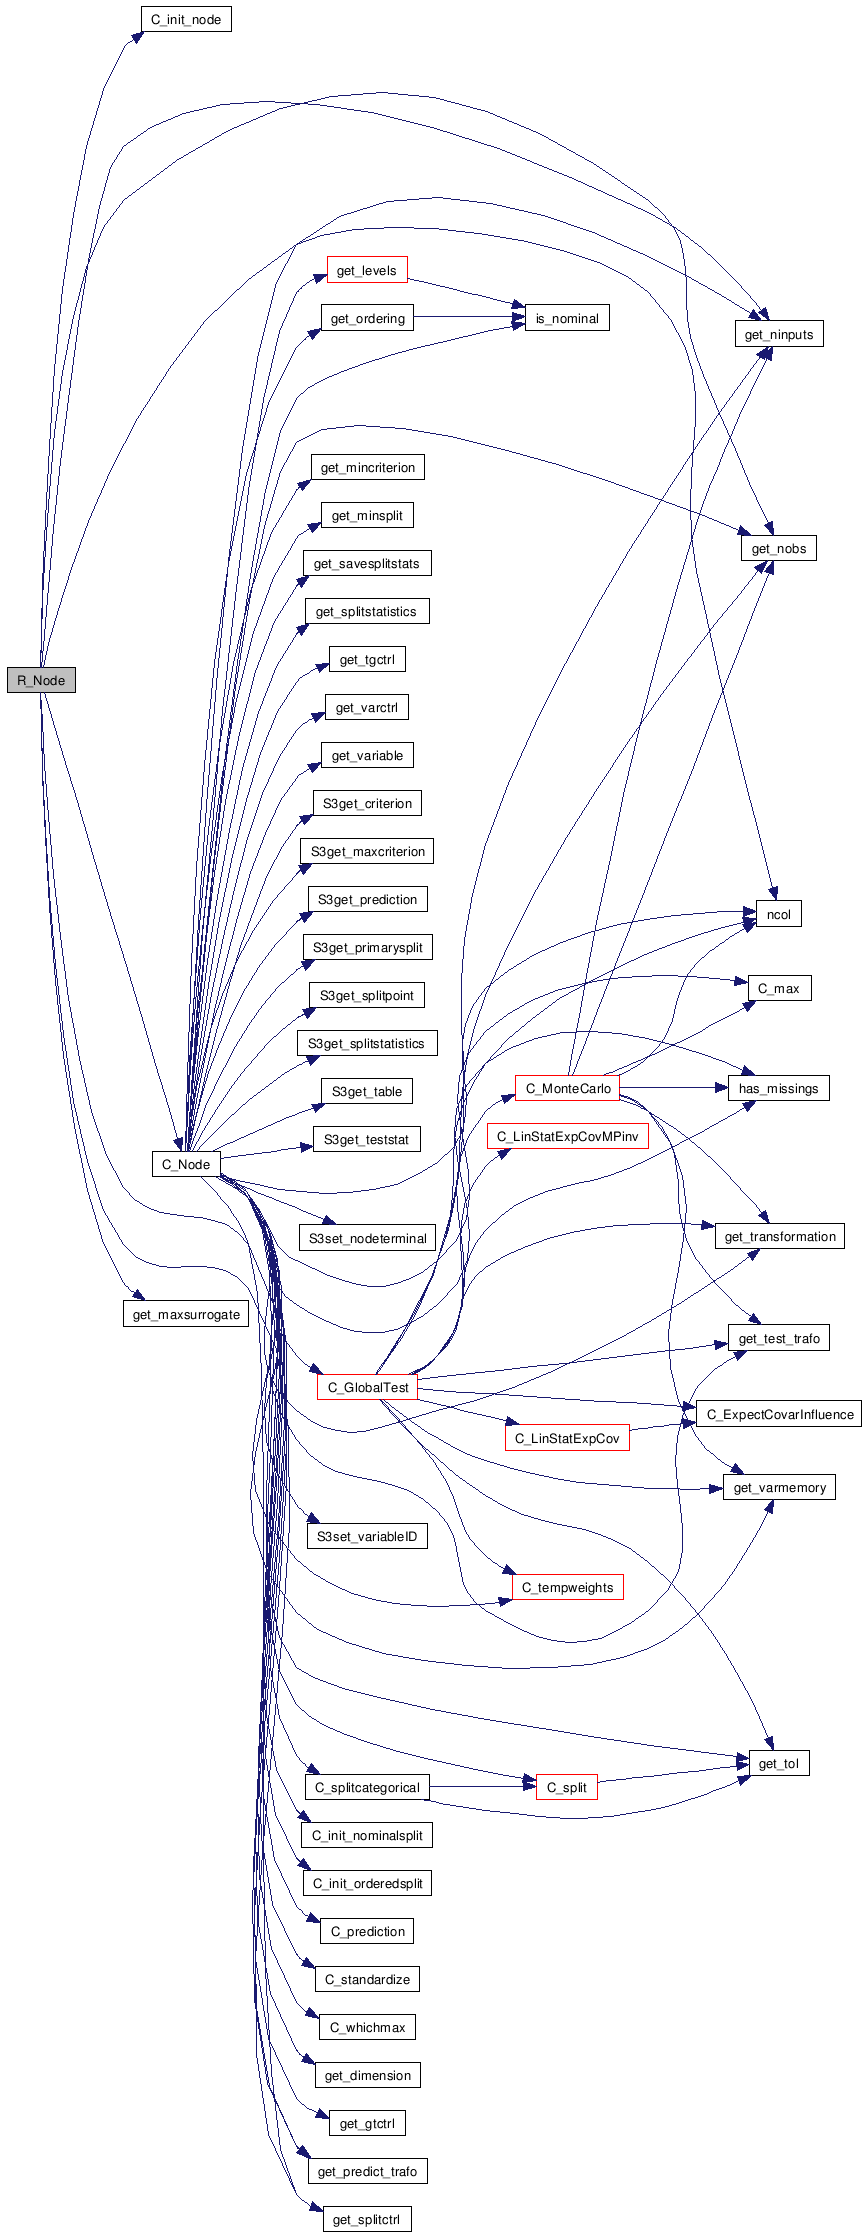 C_init_node
get_levels
get_ordering
is_nominal
get_ninputs
get_mincriterion
get_minsplit
get_nobs
get_savesplitstats
get_splitstatistics
get_tgctrl
R_Node
get_varctrl
get_variable
S3get_criterion
S3get_maxcriterion
S3get_prediction
ncol
S3get_primarysplit
C_max
S3get_splitpoint
S3get_splitstatistics
S3get_table
C_MonteCarlo
has_missings
S3get_teststat
C_LinStatExpCovMPinv
C_Node
S3set_nodeterminal
get_transformation
get_maxsurrogate
get_test_trafo
C_GlobalTest
C_ExpectCovarInfluence
C_LinStatExpCov
get_varmemory
S3set_variableID
C_tempweights
get_tol
C_splitcategorical
C_split
C_init_nominalsplit
C_init_orderedsplit
C_prediction
C_standardize
C_whichmax
get_dimension
get_gtctrl
get_predict_trafo
get_splitctrl